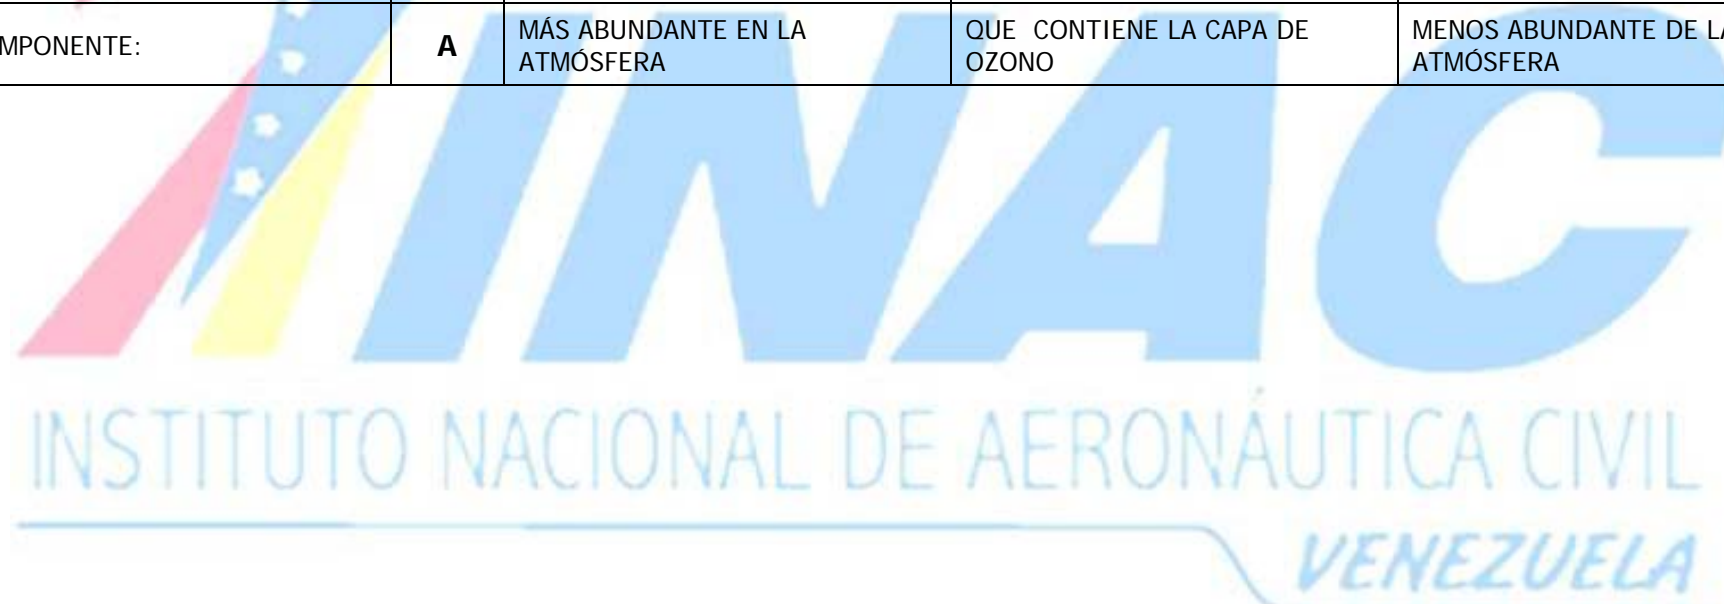 MPONENTE:
A
MÁS ABUNDANTE EN LA
ATMÓSFERA
QUE CONTIENE LA CAPA DE
OZONO
MENOS ABUNDANTE DE LA
ATMÓSFERA
INAC
INSTITUTO NACIONAL DE AERONÁUTICA CIVIL
VENEZUELA